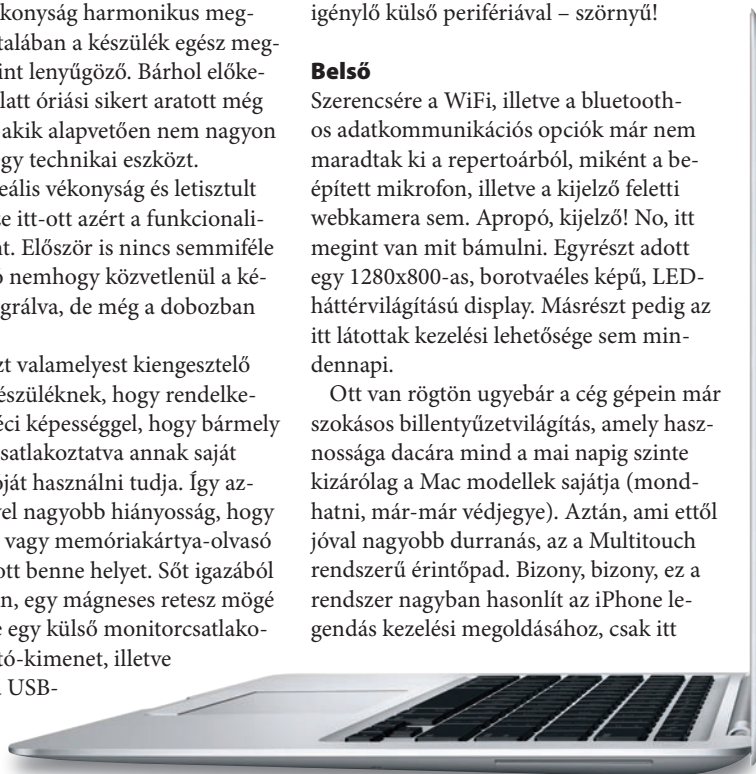 konyság harmonikus meg-
talában a készülék egész meg-
int lenyűgöző. Bárhol előke-
latt óriási sikert aratott még
akik alapvetően nem nagyon
gy technikai eszközt.
eális vékonyság és letisztult
e itt-ott azért a funkcionali-
nt. Először is nincs semmiféle
ó nemhogy közvetlenül a ké-
grálva, de még a dobozban
zt valamelyest kiengesztelő
észüléknek, hogy rendelke-
éci képességgel, hogy bármely
satlakoztatva annak saját
óját használni tudja. Így az-
vel nagyobb hiányosság, hogy
vagy memóriakártya-olvasó
ott benne helyet. Sőt igazából
n, egy mágneses retesz mögé
e egy külső monitorcsatlako-
tó-kimenet, illetve
USB-
igénylő külső perifériával – szörnyű!
Belső
Szerencsére a WiFi, illetve a bluetooth-
os adatkommunikációs opciók már nem
maradtak ki a repertoárból, miként a be-
épített mikrofon, illetve a kijelző feletti
webkamera sem. Apropó, kijelző! No, itt
megint van mit bámulni. Egyrészt adott
egy 1280x800-as, borotvaéles képű, LED-
háttérvilágítású display. Másrészt pedig az
itt látottak kezelési lehetősége sem min-
dennapi.
Ott van rögtön ugyebár a cég gépein már
szokásos billentyűzetvilágítás, amely hasz-
nossága dacára mind a mai napig szinte
kizárólag a Mac modellek sajátja (mond-
hatni, már-már védjegye). Aztán, ami ettől
jóval nagyobb durranás, az a Multitouch
rendszerű érintőpad. Bizony, bizony, ez a
rendszer nagyban hasonlít az iPhone le-
gendás kezelési megoldásához, csak itt